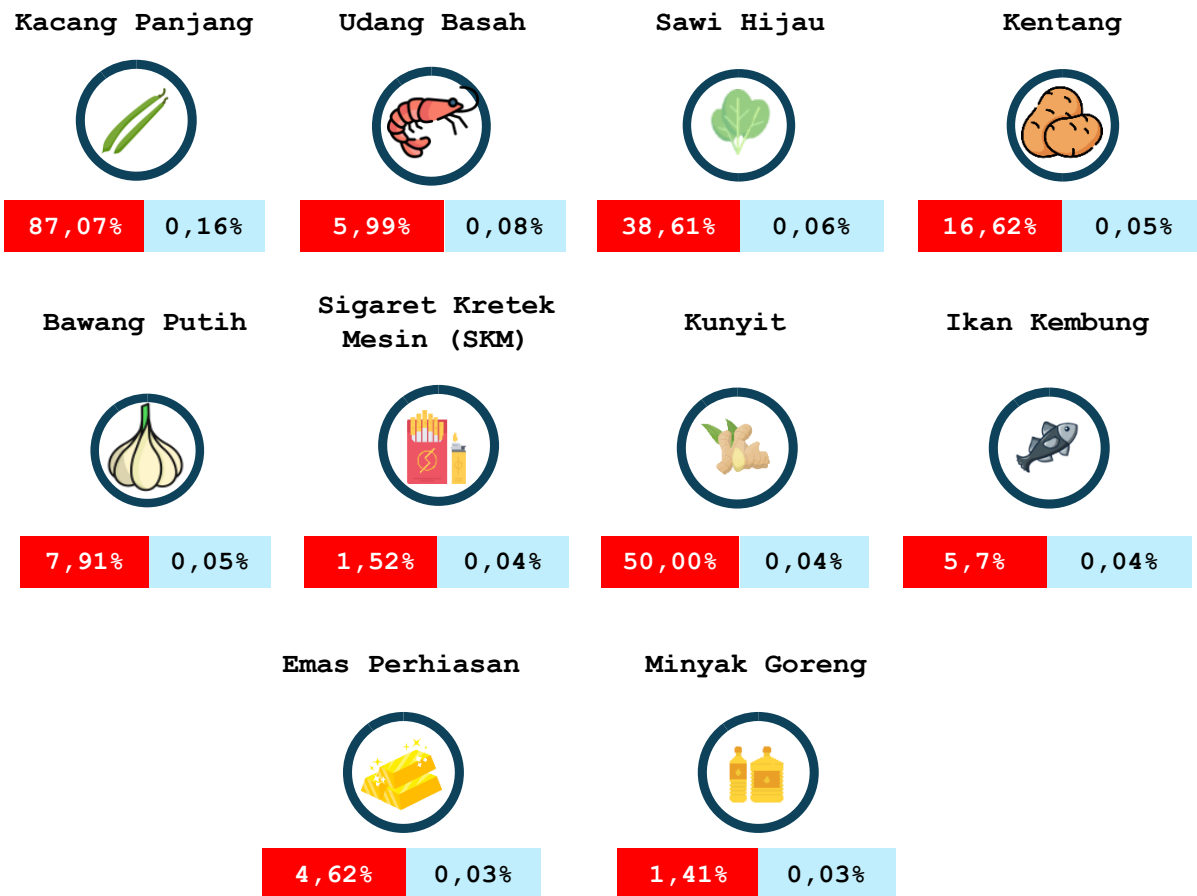 Kacang Panjang
Udang Basah
Sawi Hijau
Kentang
87,07% 0,16%
5,99% 0,08%
38,61% 0,06%
16,62% 0,05%
Bawang Putih
Sigaret Kretek
Mesin (SKM)
Kunyit
Ikan Kembung
7,91% 0,05%
1,52% 0,04%
50,00% 0,04%
5,7% 0,04%
Emas Perhiasan
Minyak Goreng
4,62% 0,03%
1,41% 0,03%